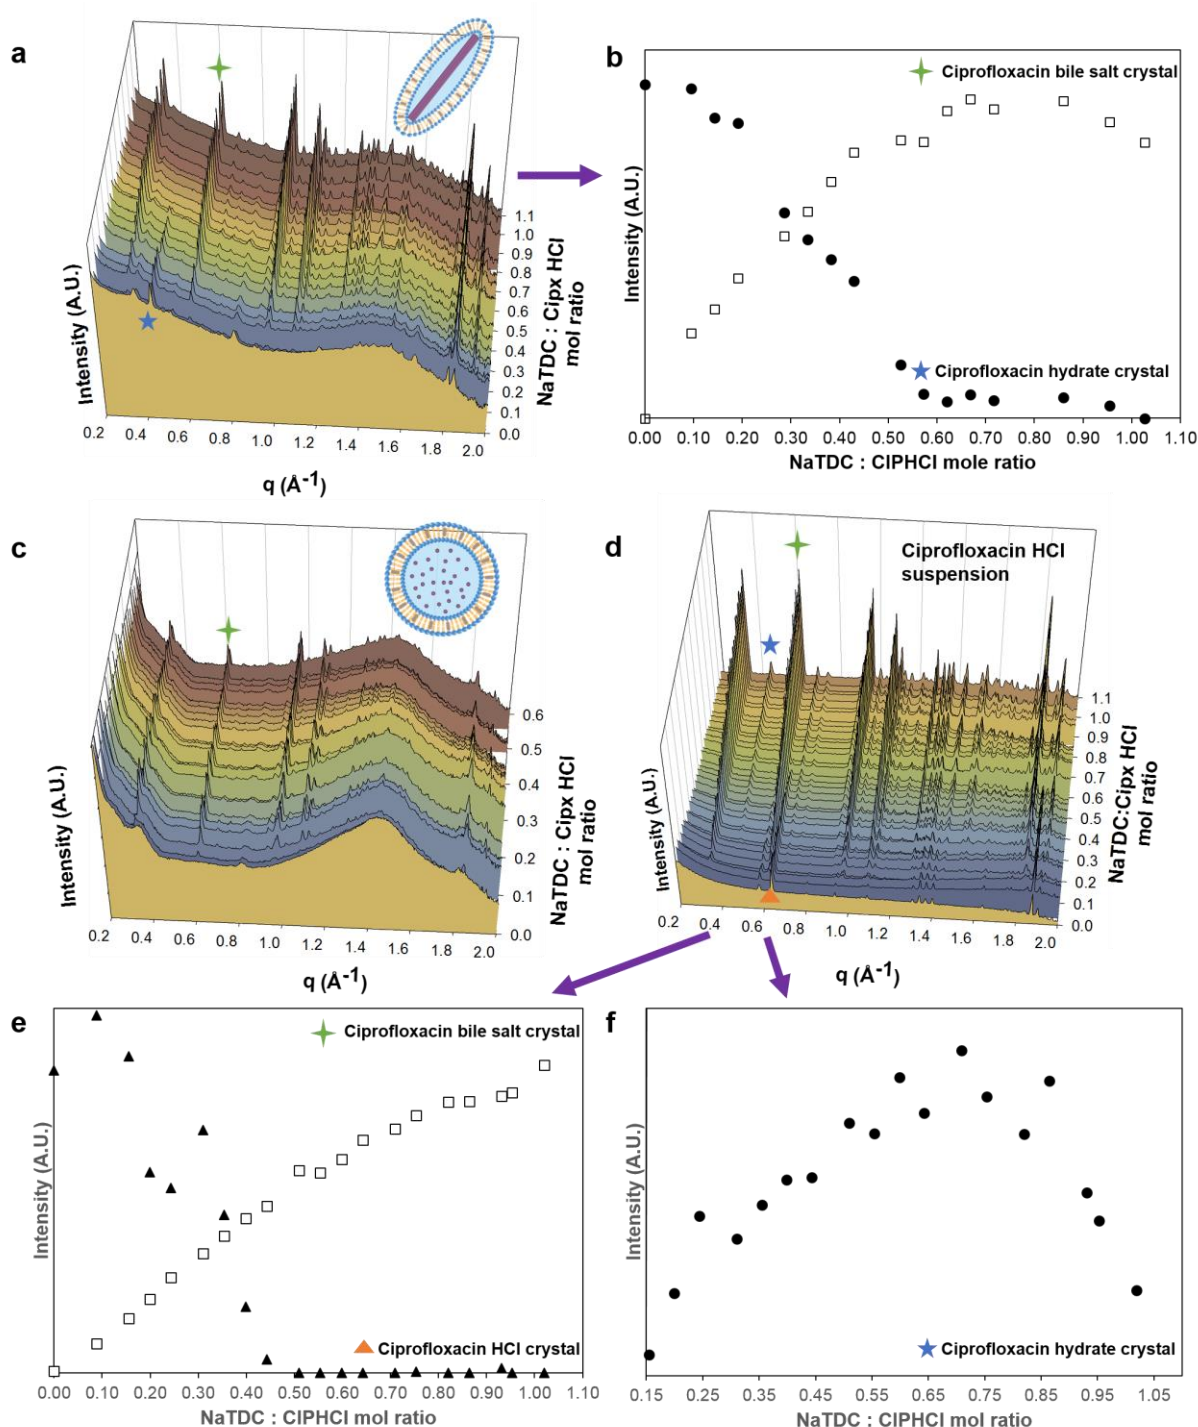 a
Intensity (A.U.)
0.2 0.4 0.6 0.8 1.0 1.2 1.4 1.6 1.8 2.0
q (Å-1)
1.1
1.0
0.9
0.8
0.7
0.6
0.5
0.4
0.3
0.2
0.1
0.0
NaTDC : Cipx HCl
mol ratio
b
Ciprofloxacin bile salt crystal
Intensity (A.U.)
Ciprofloxacin hydrate crystal
0.00 0.10 0.20 0.30 0.40 0.50 0.60 0.70 0.80 0.90 1.00 1.10
NaTDC : CIPHCl mole ratio
c
Intensity (A.U.)
0.2 0.4 0.6 0.8 1.0 1.2 1.4 1.6 1.8 2.0
q (Å-1)
0.6
0.5
0.4
0.3
0.2
0.1
0.0
NaTDC : Cipx HCl
mol ratio
d
Ciprofloxacin HCl
suspension
Intensity (A.U.)
0.2 0.4 0.6 0.8 1.0 1.2 1.4 1.6 1.8 2.0
q (Å-1)
1.1
1.0
0.9
0.8
0.7
0.6
0.5
0.4
0.3
0.2
0.1
0.0
NaTDC:Cipx HCl
mol ratio
e
Ciprofloxacin bile salt crystal
Intensity (A.U.)
Ciprofloxacin HCl crystal
0.00 0.10 0.20 0.30 0.40 0.50 0.60 0.70 0.80 0.90 1.00 1.10
NaTDC : CIPHCl mol ratio
f
Intensity (A.U.)
Ciprofloxacin hydrate crystal
0.15 0.25 0.35 0.45 0.55 0.65 0.75 0.85 0.95 1.05
NaTDC : CIPHCl mol ratio